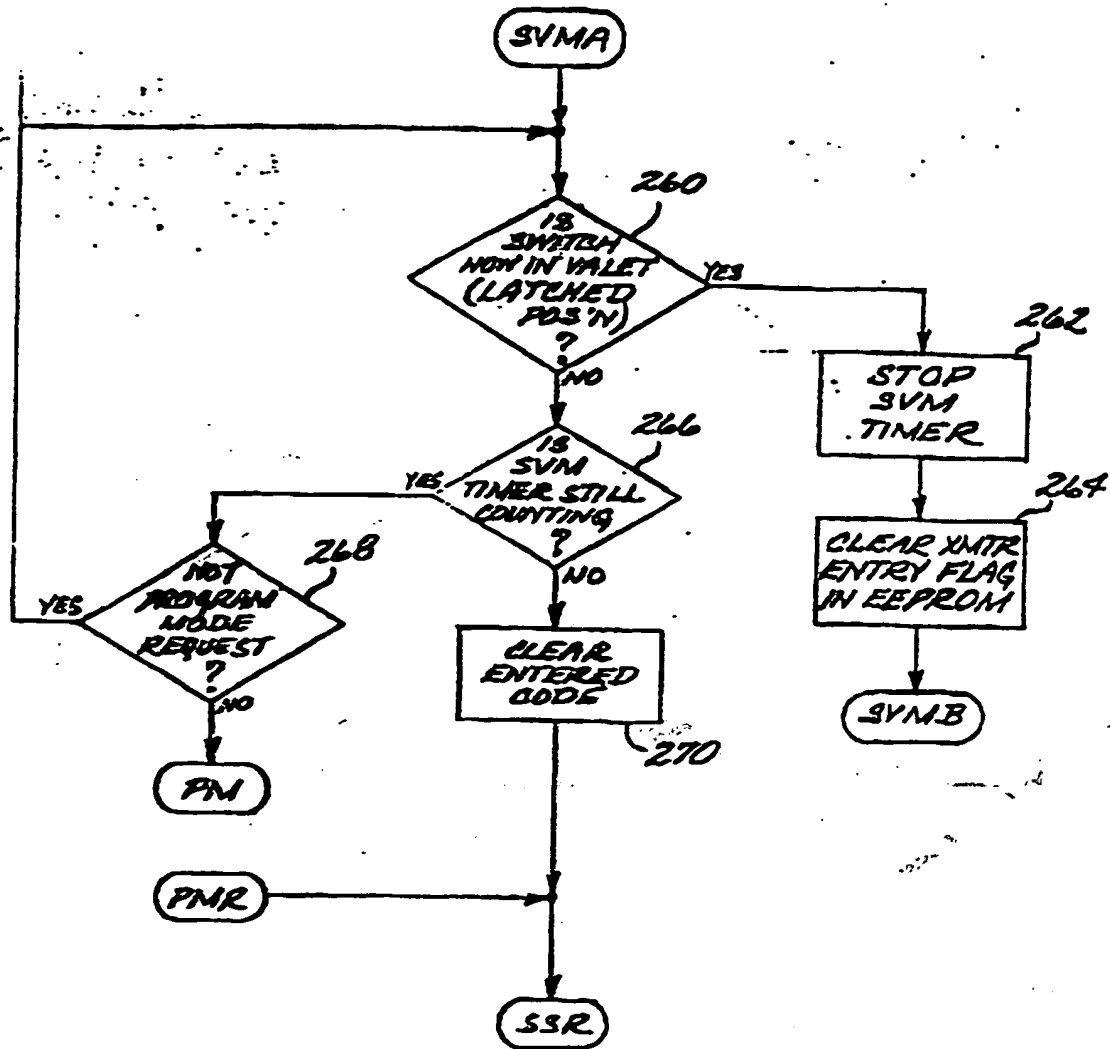 SVMA
260
IS
SWITCH
NOW IN VALET
(LATCHED
POS'N)
?
YES
NO
262
STOP
SVM
TIMER
266
IS
SVM
TIMER STILL
COUNTING
?
YES
NO
264
CLEAR XMTR
ENTRY FLAG
IN EEPROM
268
NOT
PROGRAM
MODE
REQUEST
?
YES
NO
CLEAR
ENTERED
CODE
270
SVMB
PM
PMR
SSR